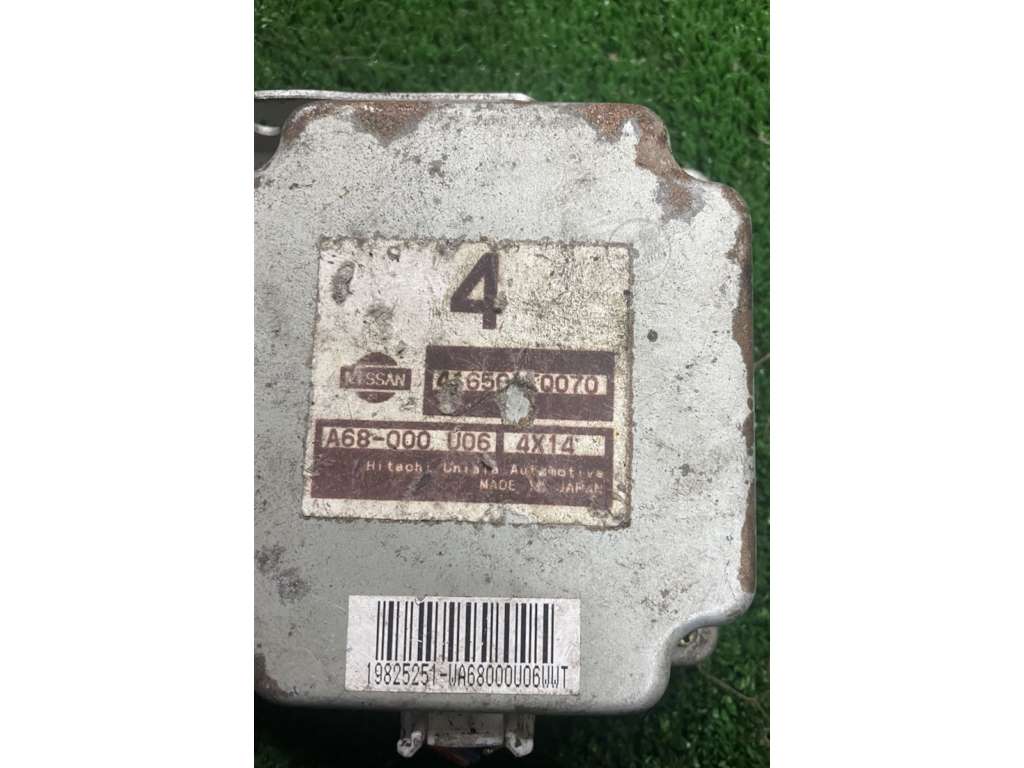 4
NISSAN
A68-000 U06 4X14
Hitachi Unisia Automotive
MADE IN JAPAN
19825251-WA68000U06WWT